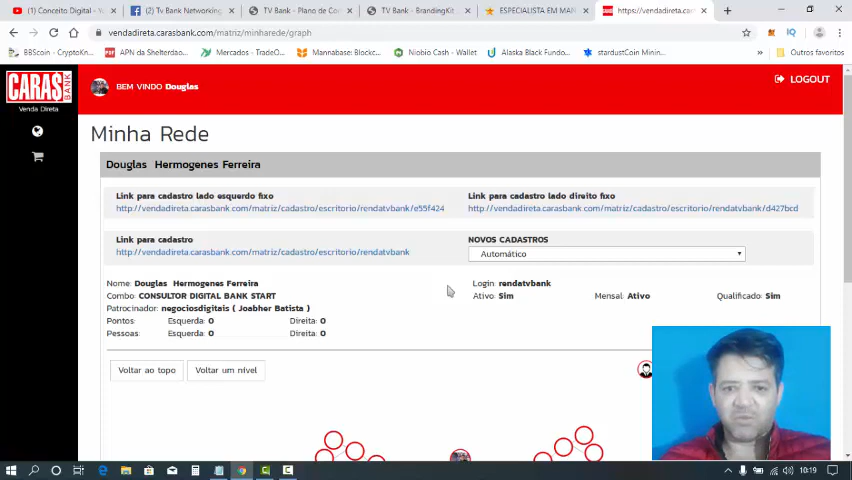 (1) Conceito Digital - Yo
(2) Tv Bank Networking
TV Bank - Plano de Co
TV Bank - BrandingKit
ESPECIALISTA EM MAR
https://vendadireta.car
vendadireta.carasbank.com/matriz/minharede/graph
BBScoin - CryptoKn...
APN da Shelterdao...
Mercados - TradeO...
Mannabase: Blockc...
Niobio Cash - Wallet
Alaska Blue Fundo...
stardustCoin Minin...
Outros favoritos
CARAS BANK
Venda Direta
BEM VINDO Douglas
LOGOUT
Minha Rede
Douglas Hermogenes Ferreira
Link para cadastro lado esquerdo fixo
http://vendadireta.carasbank.com/matriz/cadastro/escritorio/rendatvbank/e55f424
Link para cadastro lado direito fixo
http://vendadireta.carasbank.com/matriz/cadastro/escritorio/rendatvbank/d427bcd
Link para cadastro
http://vendadireta.carasbank.com/matriz/cadastro/escritorio/rendatvbank
NOVOS CADASTROS
Automático
Nome: Douglas Hermogenes Ferreira
Combo: CONSULTOR DIGITAL BANK START
Patrocinador: negociosdigitais ( Joabher Batista )
Pontos: Esquerda: 0 Direita: 0
Pessoas: Esquerda: 0 Direita: 0
Login: rendatvbank
Ativo: Sim Mensal: Ativo Qualificado: Sim
Voltar ao topo
Voltar um nível
10:19